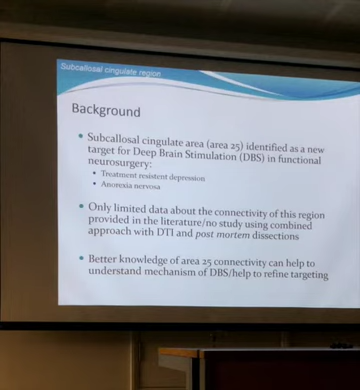 Subcallosal cingulate region
Background
• Subcallosal cingulate area (area 25) identified as a new
target for Deep Brain Stimulation (DBS) in functional
neurosurgery:
• Treatment resistent depression
• Anorexia nervosa
• Only limited data about the connectivity of this region
provided in the literature/no study using combined
approach with DTI and post mortem dissections
• Better knowledge of area 25 connectivity can help to
understand mechanism of DBS/help to refine targeting